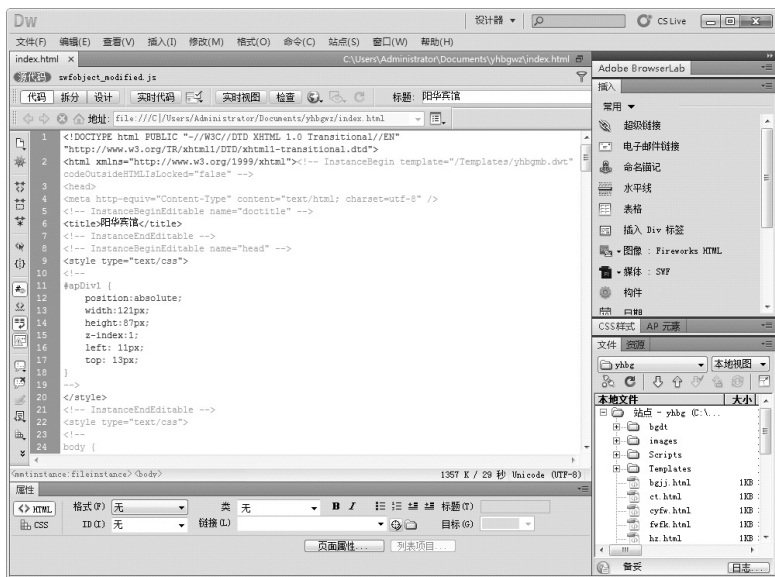 Dw
设计器
CS Live
文件(F) 编辑(E) 查看(V) 插入(I) 修改(M) 格式(O) 命令(C) 站点(S) 窗口(W) 帮助(H)
index.html × C:\Users\Administrator\Documents\yhbgwz\index.html
源代码 swfobject_modified.js
代码 拆分 设计 实时代码 实时视图 检查 标题: 阳华宾馆
地址: file:///C|/Users/Administrator/Documents/yhbgwz/index.html
1 <!DOCTYPE html PUBLIC "-//W3C//DTD XHTML 1.0 Transitional//EN"
"http://www.w3.org/TR/xhtml1/DTD/xhtml1-transitional.dtd">
2 <html xmlns="http://www.w3.org/1999/xhtml"><!-- InstanceBegin template="/Templates/yhbgmb.dwt"
codeOutsideHTMLIsLocked="false" -->
3 <head>
4 <meta http-equiv="Content-Type" content="text/html; charset=utf-8" />
5 <!-- InstanceBeginEditable name="doctitle" -->
6 <title>阳华宾馆</title>
7 <!-- InstanceEndEditable -->
8 <!-- InstanceBeginEditable name="head" -->
9 <style type="text/css">
10 <!--
11 #apDiv1 {
12 position:absolute;
13 width:121px;
14 height:87px;
15 z-index:1;
16 left: 11px;
17 top: 13px;
18 }
19 -->
20 </style>
21 <!-- InstanceEndEditable -->
22 <style type="text/css">
23 <!--
24 body {
<mmtinstance:fileinstance> <body> 1357 K / 29 秒 Unicode (UTF-8)
属性
<> HTML 格式(F) 无 类 无 B I 标题(T)
CSS ID(I) 无 链接(L) 目标(G)
页面属性... 列表项目...
Adobe BrowserLab
插入
常用
超级链接
电子邮件链接
命名锚记
水平线
表格
插入 Div 标签
图像 : Fireworks HTML
媒体 : SWF
构件
日期
CSS样式 AP 元素
文件 资源
yhbg 本地视图
本地文件 大小
站点 - yhbg (C:\...
bgdt
images
Scripts
Templates
bgjj.html 1KB
ct.html 1KB
cyfw.html 1KB
fwfk.html 1KB
hz.html 1KB
备妥 日志...